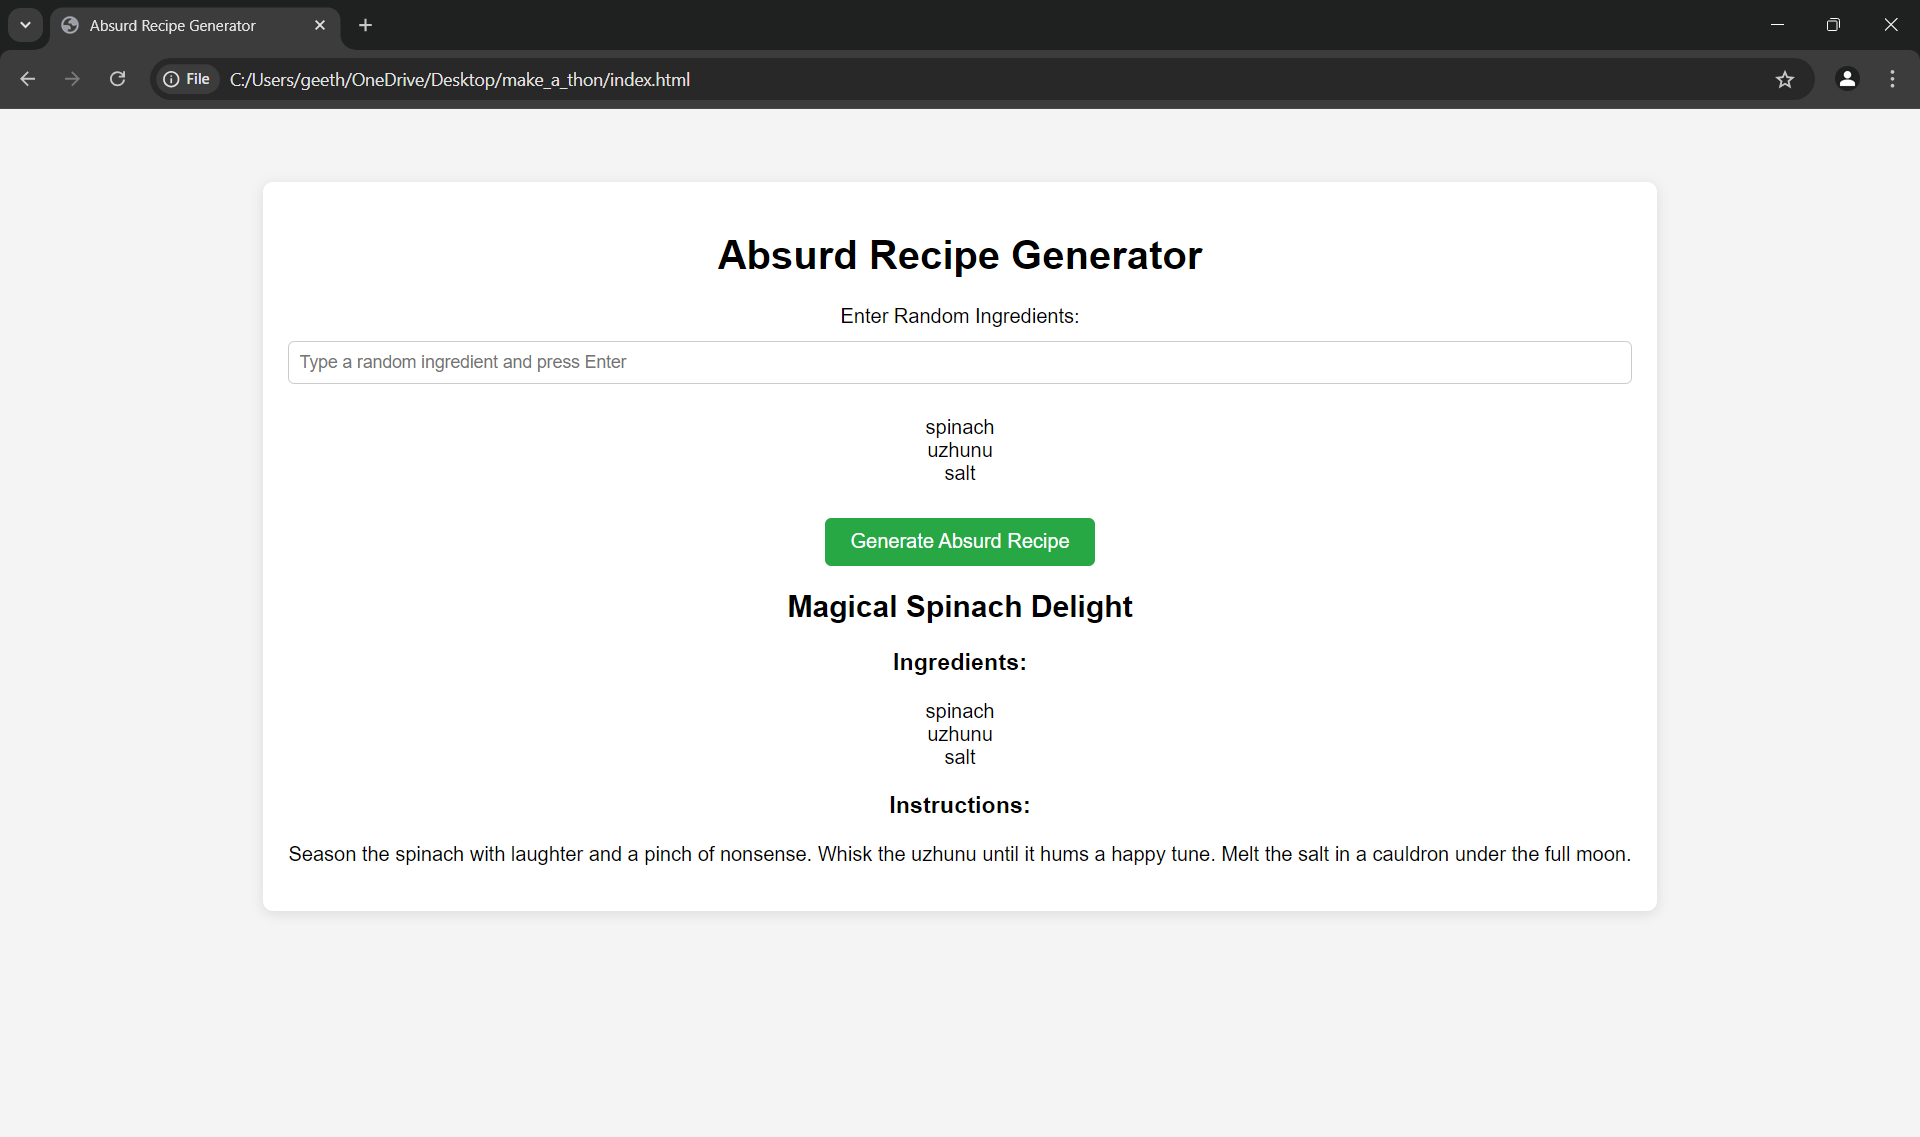 Absurd Recipe Generator
File C:/Users/geeth/OneDrive/Desktop/make_a_thon/index.html
Absurd Recipe Generator
Enter Random Ingredients:
Type a random ingredient and press Enter
spinach
uzhunu
salt
Generate Absurd Recipe
Magical Spinach Delight
Ingredients:
spinach
uzhunu
salt
Instructions:
Season the spinach with laughter and a pinch of nonsense. Whisk the uzhunu until it hums a happy tune. Melt the salt in a cauldron under the full moon.